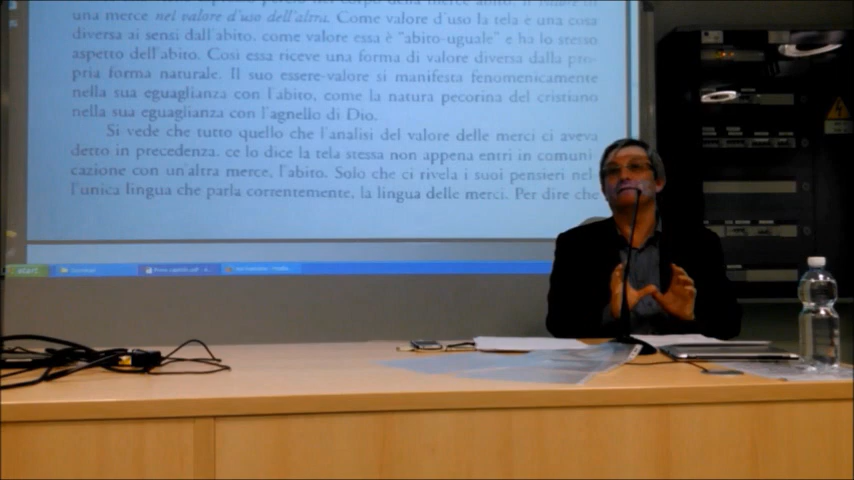 una merce nel valore d'uso dell'altra. Come valore d'uso la tela è una cosa
diversa ai sensi dall'abito, come valore essa è "abito-uguale" e ha lo stesso
aspetto dell'abito. Così essa riceve una forma di valore diversa dalla pro-
pria forma naturale. Il suo essere-valore si manifesta fenomenicamente
nella sua eguaglianza con l'abito, come la natura pecorina del cristiano
nella sua eguaglianza con l'agnello di Dio.
Si vede che tutto quello che l'analisi del valore delle merci ci aveva
detto in precedenza, ce lo dice la tela stessa non appena entri in comuni
cazione con un'altra merce, l'abito. Solo che ci rivela i suoi pensieri nel-
l'unica lingua che parla correntemente, la lingua delle merci. Per dire che
start